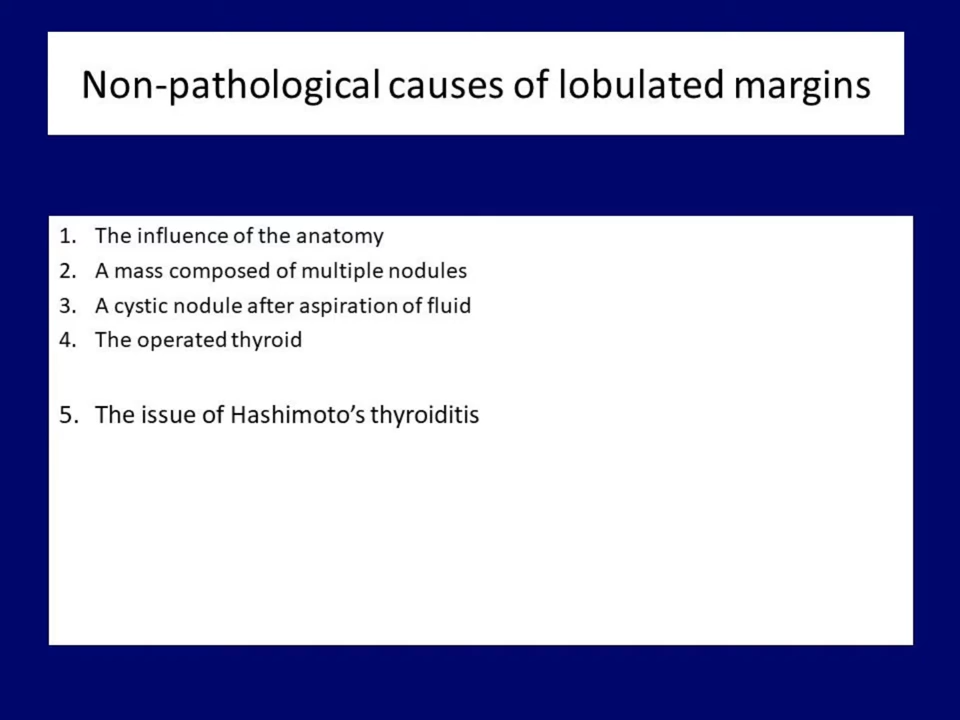 Non-pathological causes of lobulated margins
1. The influence of the anatomy
2. A mass composed of multiple nodules
3. A cystic nodule after aspiration of fluid
4. The operated thyroid
5. The issue of Hashimoto’s thyroiditis